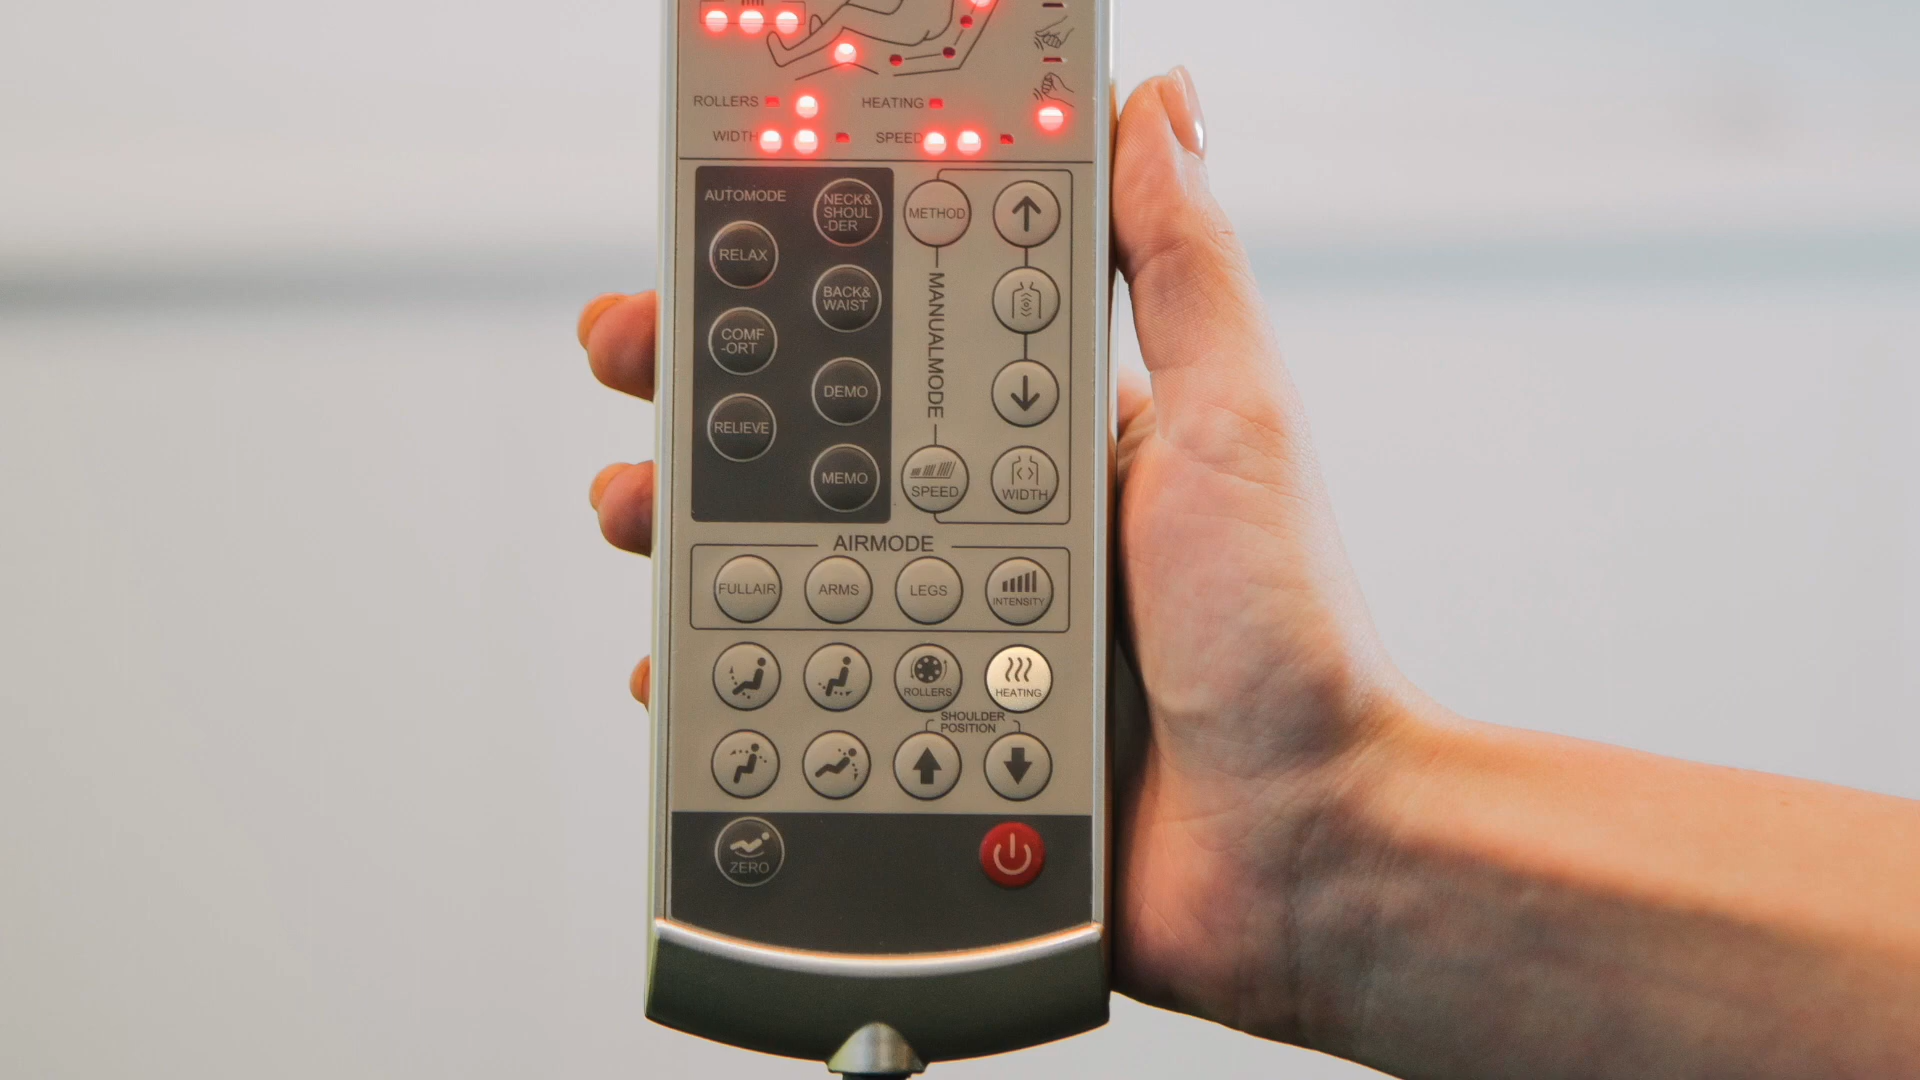 ROLLERS HEATING
WIDTH SPEED
AUTOMODE
NECK&
SHOUL
-DER
METHOD
RELAX
BACK&
WAIST
MANUALMODE
COMF
-ORT
DEMO
RELIEVE
MEMO
SPEED
WIDTH
AIRMODE
FULLAIR
ARMS
LEGS
INTENSITY
ROLLERS
HEATING
SHOULDER
POSITION
ZERO